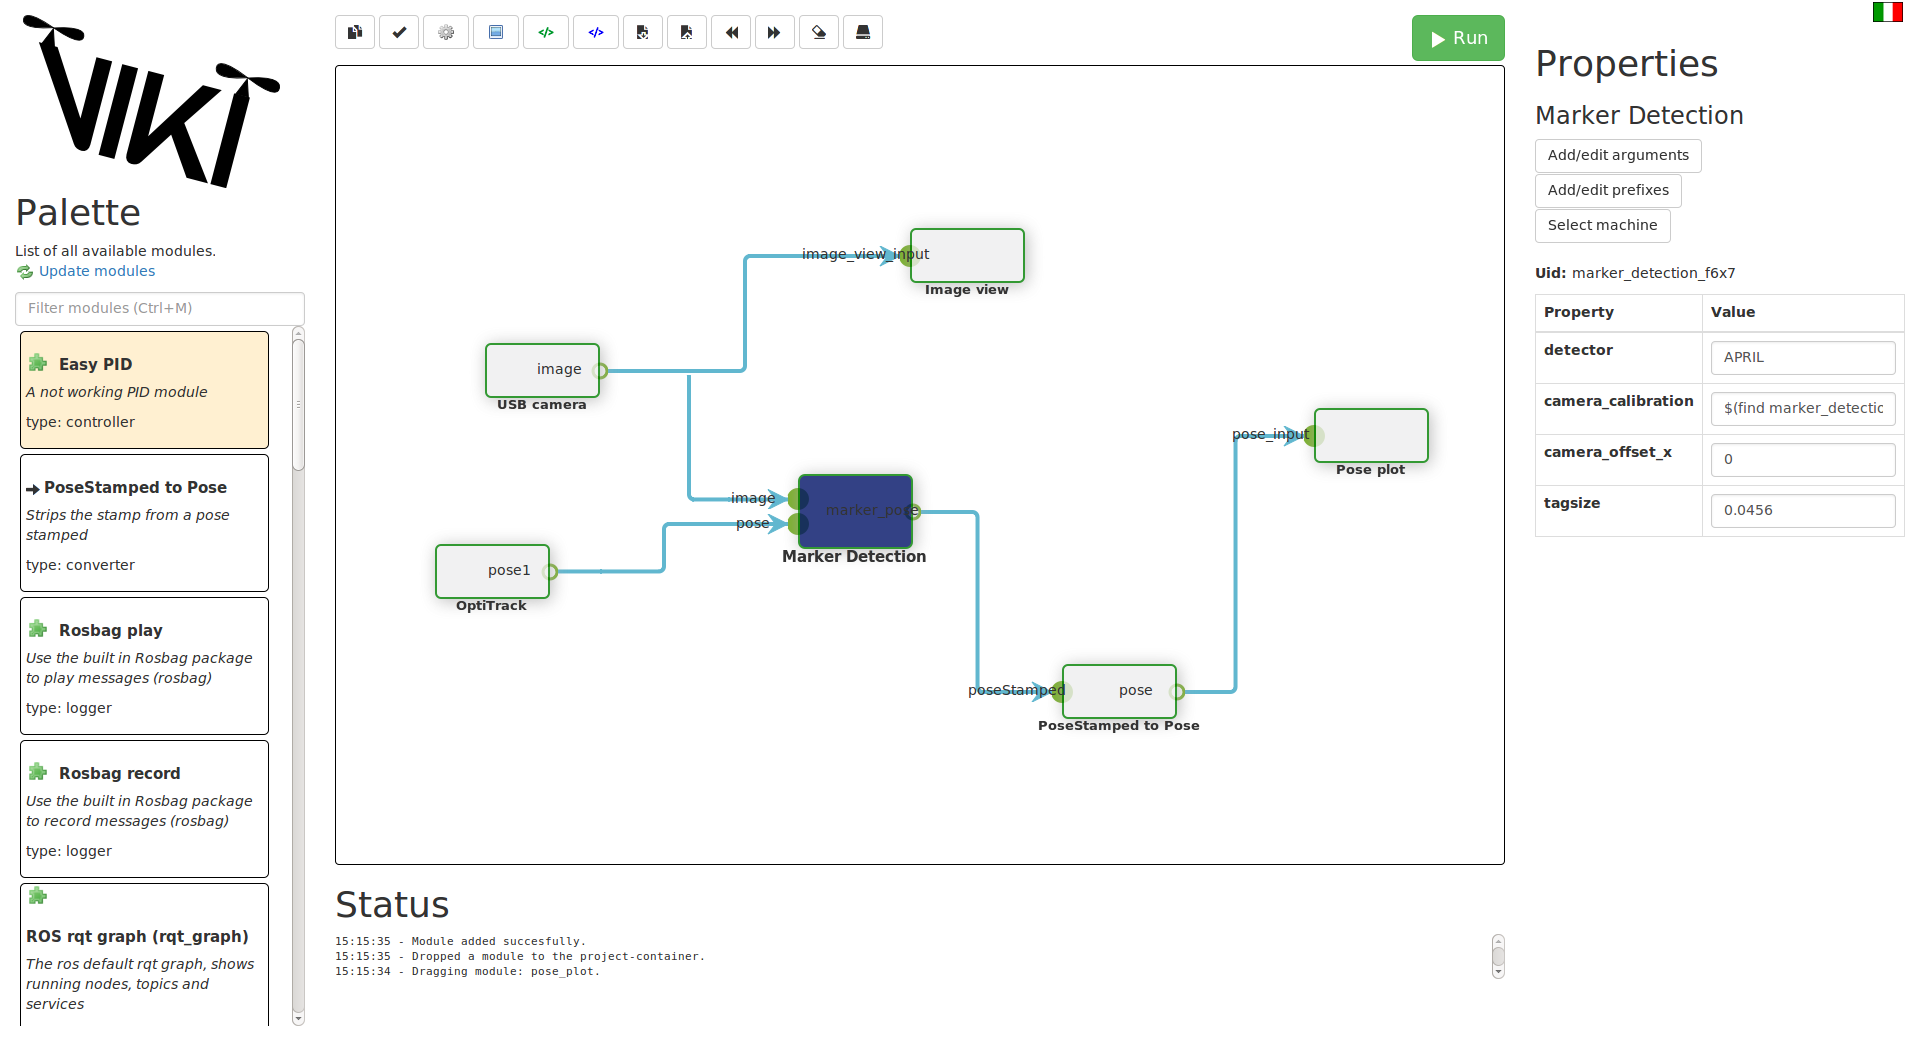 VIKI
Palette
List of all available modules.
Update modules
Filter modules (Ctrl+M)
Easy PID
A not working PID module
type: controller
PoseStamped to Pose
Strips the stamp from a pose
stamped
type: converter
Rosbag play
Use the built in Rosbag package
to play messages (rosbag)
type: logger
Rosbag record
Use the built in Rosbag package
to record messages (rosbag)
type: logger
ROS rqt graph (rqt_graph)
The ros default rqt graph, shows
running nodes, topics and
services
</>
</>
Run
image_view_input
Image view
image
USB camera
pose_input
Pose plot
image
pose
marker_pose
Marker Detection
pose1
OptiTrack
poseStamped
pose
PoseStamped to Pose
Status
15:15:35 - Module added succesfully.
15:15:35 - Dropped a module to the project-container.
15:15:34 - Dragging module: pose_plot.
Properties
Marker Detection
Add/edit arguments
Add/edit prefixes
Select machine
Uid: marker_detection_f6x7
Property Value
detector APRIL
camera_calibration $(find marker_detectic
camera_offset_x 0
tagsize 0.0456